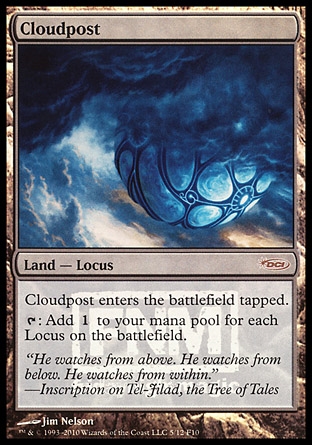 Cloudpost
Land — Locus
DCI
Cloudpost enters the battlefield tapped.
: Add 1 to your mana pool for each
Locus on the battlefield.
FNM
“He watches from above. He watches from
below. He watches from within.”
—Inscription on Tel-Jilad, the Tree of Tales
Jim Nelson
™ & © 1993–2010 Wizards of the Coast LLC 5/12 F10